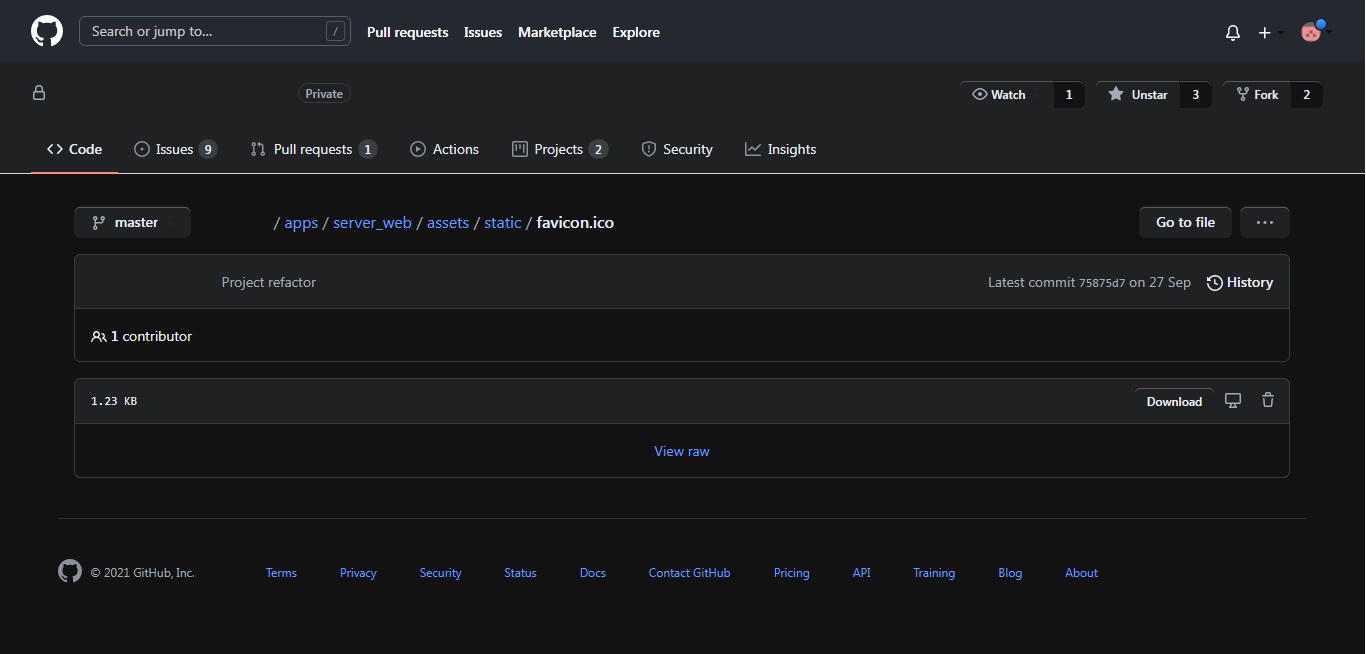 Search or jump to... / Pull requests Issues Marketplace Explore
Private Watch 1 Unstar 3 Fork 2
Code Issues 9 Pull requests 1 Actions Projects 2 Security Insights
master / apps / server_web / assets / static / favicon.ico Go to file ...
Project refactor Latest commit 75875d7 on 27 Sep History
1 contributor
1.23 KB Download
View raw
© 2021 GitHub, Inc. Terms Privacy Security Status Docs Contact GitHub Pricing API Training Blog About